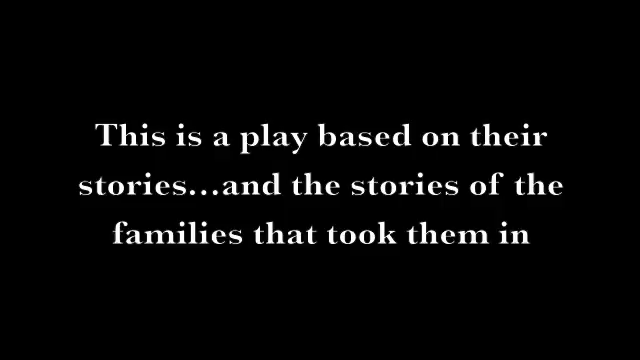 This is a play based on their
stories...and the stories of the
families that took them in